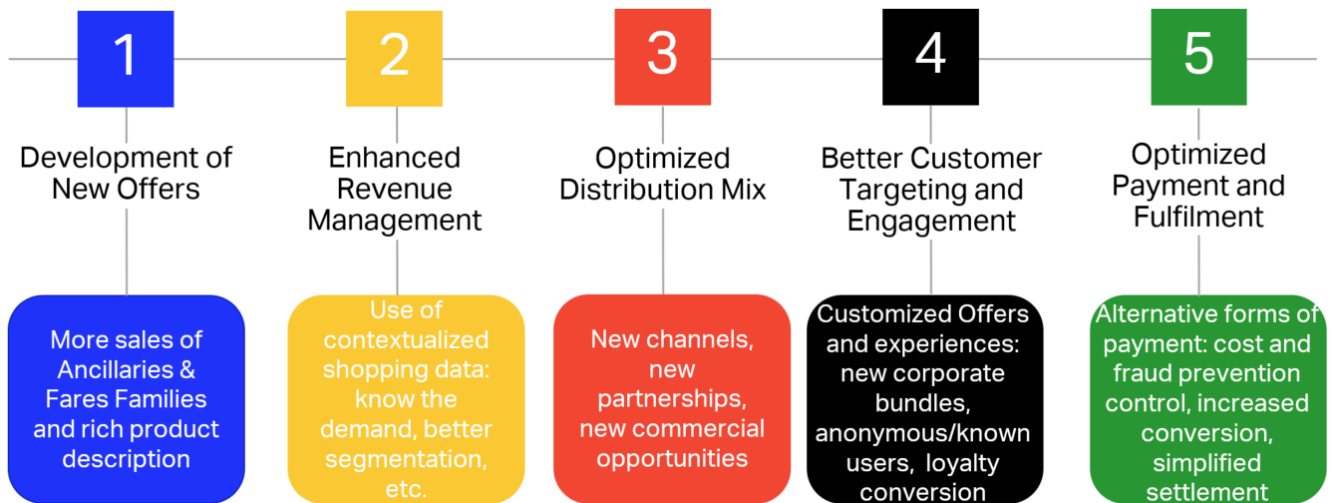 1
Development of
New Offers
More sales of
Ancillaries &
Fares Families
and rich product
description
2
Enhanced
Revenue
Management
Use of
contextualized
shopping data:
know the
demand, better
segmentation,
etc.
3
Optimized
Distribution Mix
New channels,
new
partnerships,
new commercial
opportunities
4
Better Customer
Targeting and
Engagement
Customized Offers
and experiences:
new corporate
bundles,
anonymous/known
users, loyalty
conversion
5
Optimized
Payment and
Fulfilment
Alternative forms of
payment: cost and
fraud prevention
control, increased
conversion,
simplified
settlement